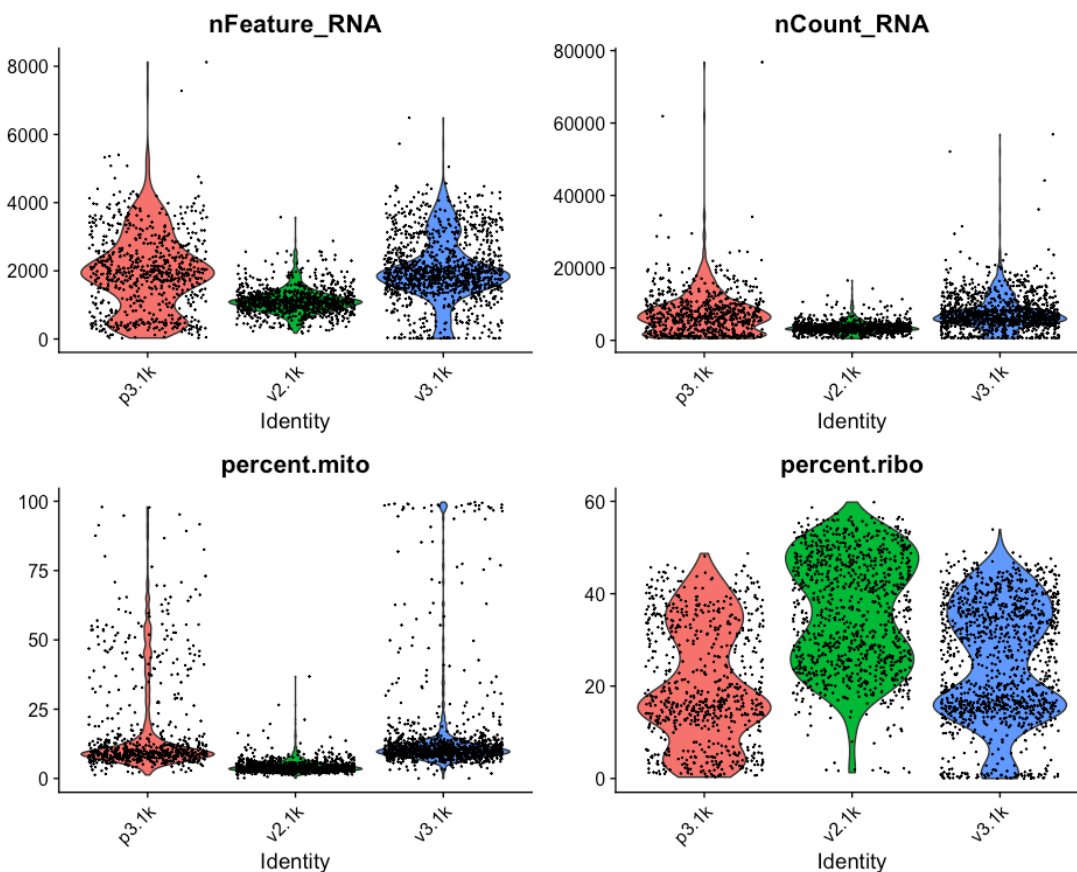 nFeature_RNA
8000
6000
4000
2000
0
p3.1k
v2.1k
v3.1k
Identity
nCount_RNA
80000
60000
40000
20000
0
p3.1k
v2.1k
v3.1k
Identity
percent.mito
100
75
50
25
0
p3.1k
v2.1k
v3.1k
Identity
percent.ribo
60
40
20
0
p3.1k
v2.1k
v3.1k
Identity